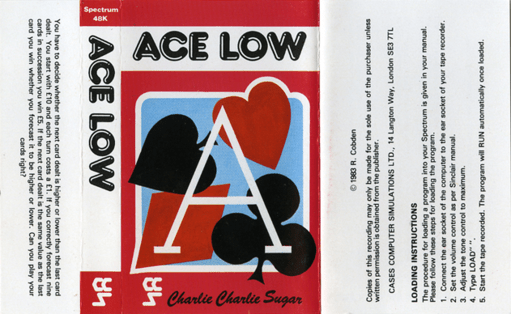 You have to decide whether the next card dealt is higher or lower than the last card
dealt. You start with £10 and each turn costs a £1. If you correctly forecast nine
cards in succession you win £5. If the next card dealt is the same value as the last
card you win whether you forecast it to be higher or lower. Can you play your
cards right?
Spectrum
48K
ACE LOW
ACE LOW
A
Charlie Charlie Sugar
© 1983 R. Cobden
Copies of this recording may only be made for the sole use of the purchaser unless
written permission is obtained from the publisher.
CASES COMPUTER SIMULATIONS LTD., 14 Langton Way, London SE3 7TL
LOADING INSTRUCTIONS
The procedure for loading a program into your Spectrum is given in your manual.
Please follow these steps for loading the program.
1. Connect the ear socket of the computer to the ear socket of your tape recorder.
2. Set the volume control as per Sinclair manual.
3. Adjust the tone control to maximum.
4. Type LOAD" ".
5. Start the tape recorded. The program will RUN automatically once loaded.